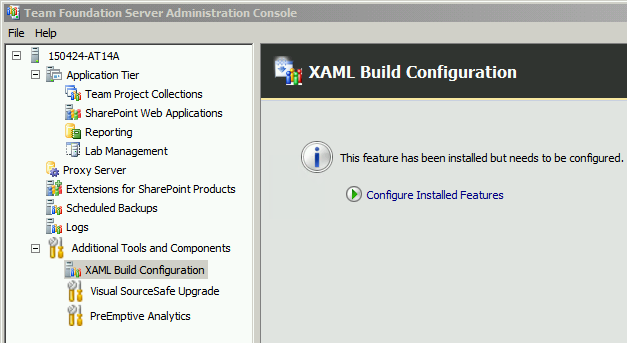 Team Foundation Server Administration Console
File Help
150424-AT14A
Application Tier
Team Project Collections
SharePoint Web Applications
Reporting
Lab Management
Proxy Server
Extensions for SharePoint Products
Scheduled Backups
Logs
Additional Tools and Components
XAML Build Configuration
Visual SourceSafe Upgrade
PreEmptive Analytics
XAML Build Configuration
This feature has been installed but needs to be configured.
Configure Installed Features